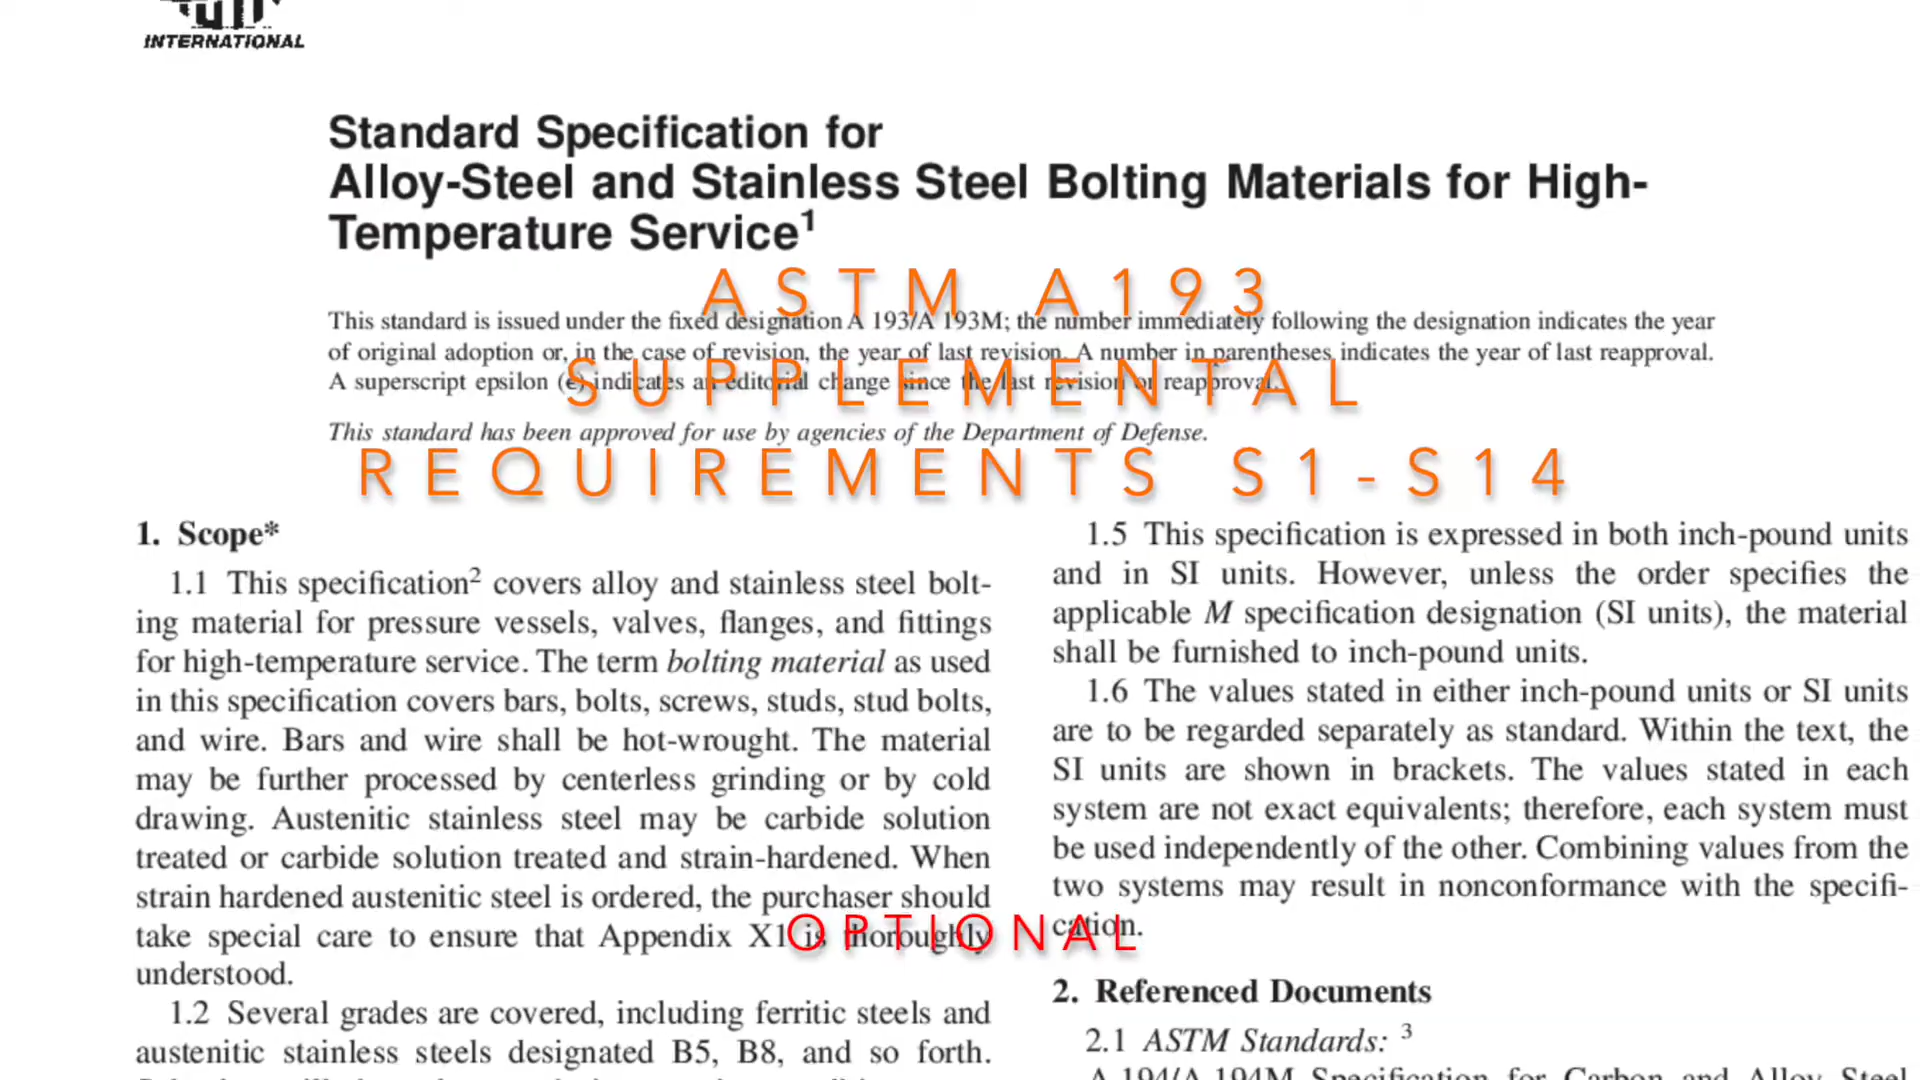 INTERNATIONAL
Standard Specification for
Alloy-Steel and Stainless Steel Bolting Materials for High-
Temperature Service¹
ASTM A193
This standard is issued under the fixed designation A 193/A 193M; the number immediately following the designation indicates the year
of original adoption or, in the case of revision, the year of last revision. A number in parentheses indicates the year of last reapproval.
SUPPLEMENTAL
A superscript epsilon (ϵ) indicates an editorial change since the last revision or reapproval.
This standard has been approved for use by agencies of the Department of Defense.
REQUIREMENTS S1-S14
1. Scope*
1.1 This specification² covers alloy and stainless steel bolt-
ing material for pressure vessels, valves, flanges, and fittings
for high-temperature service. The term bolting material as used
in this specification covers bars, bolts, screws, studs, stud bolts,
and wire. Bars and wire shall be hot-wrought. The material
may be further processed by centerless grinding or by cold
drawing. Austenitic stainless steel may be carbide solution
treated or carbide solution treated and strain-hardened. When
strain hardened austenitic steel is ordered, the purchaser should
take special care to ensure that Appendix X1 is thoroughly
understood.
1.2 Several grades are covered, including ferritic steels and
austenitic stainless steels designated B5, B8, and so forth.
OPTIONAL
1.5 This specification is expressed in both inch-pound units
and in SI units. However, unless the order specifies the
applicable M specification designation (SI units), the material
shall be furnished to inch-pound units.
1.6 The values stated in either inch-pound units or SI units
are to be regarded separately as standard. Within the text, the
SI units are shown in brackets. The values stated in each
system are not exact equivalents; therefore, each system must
be used independently of the other. Combining values from the
two systems may result in nonconformance with the specifi-
cation.
2. Referenced Documents
2.1 ASTM Standards: ³
A 194/A 194M Specification for Carbon and Alloy Steel